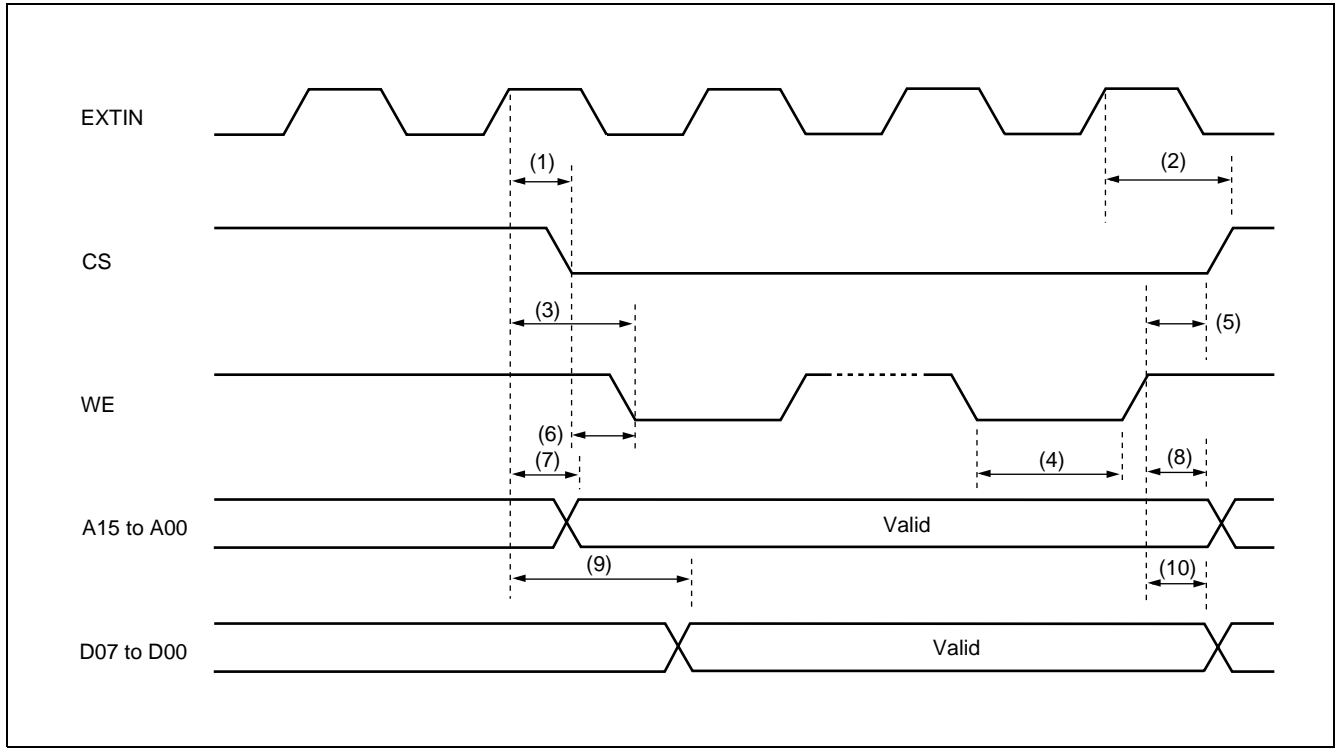 EXTIN
(1)
(2)
CS
(3)
(5)
WE
(6)
(7)
(4)
(8)
A15 to A00
Valid
(9)
(10)
D07 to D00
Valid